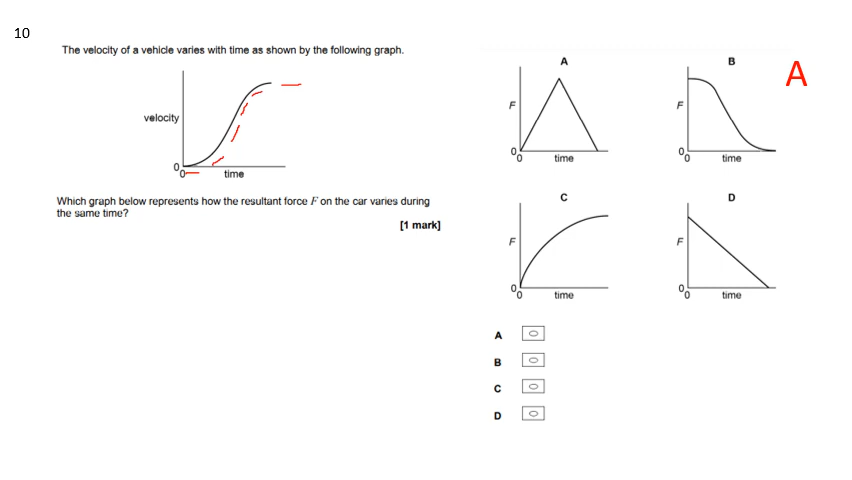 10
The velocity of a vehicle varies with time as shown by the following graph.
velocity
0
0
time
Which graph below represents how the resultant force F on the car varies during
the same time?
[1 mark]
A
F
0
0
time
B
F
0
0
time
A
C
F
0
0
time
D
F
0
0
time
A
B
C
D